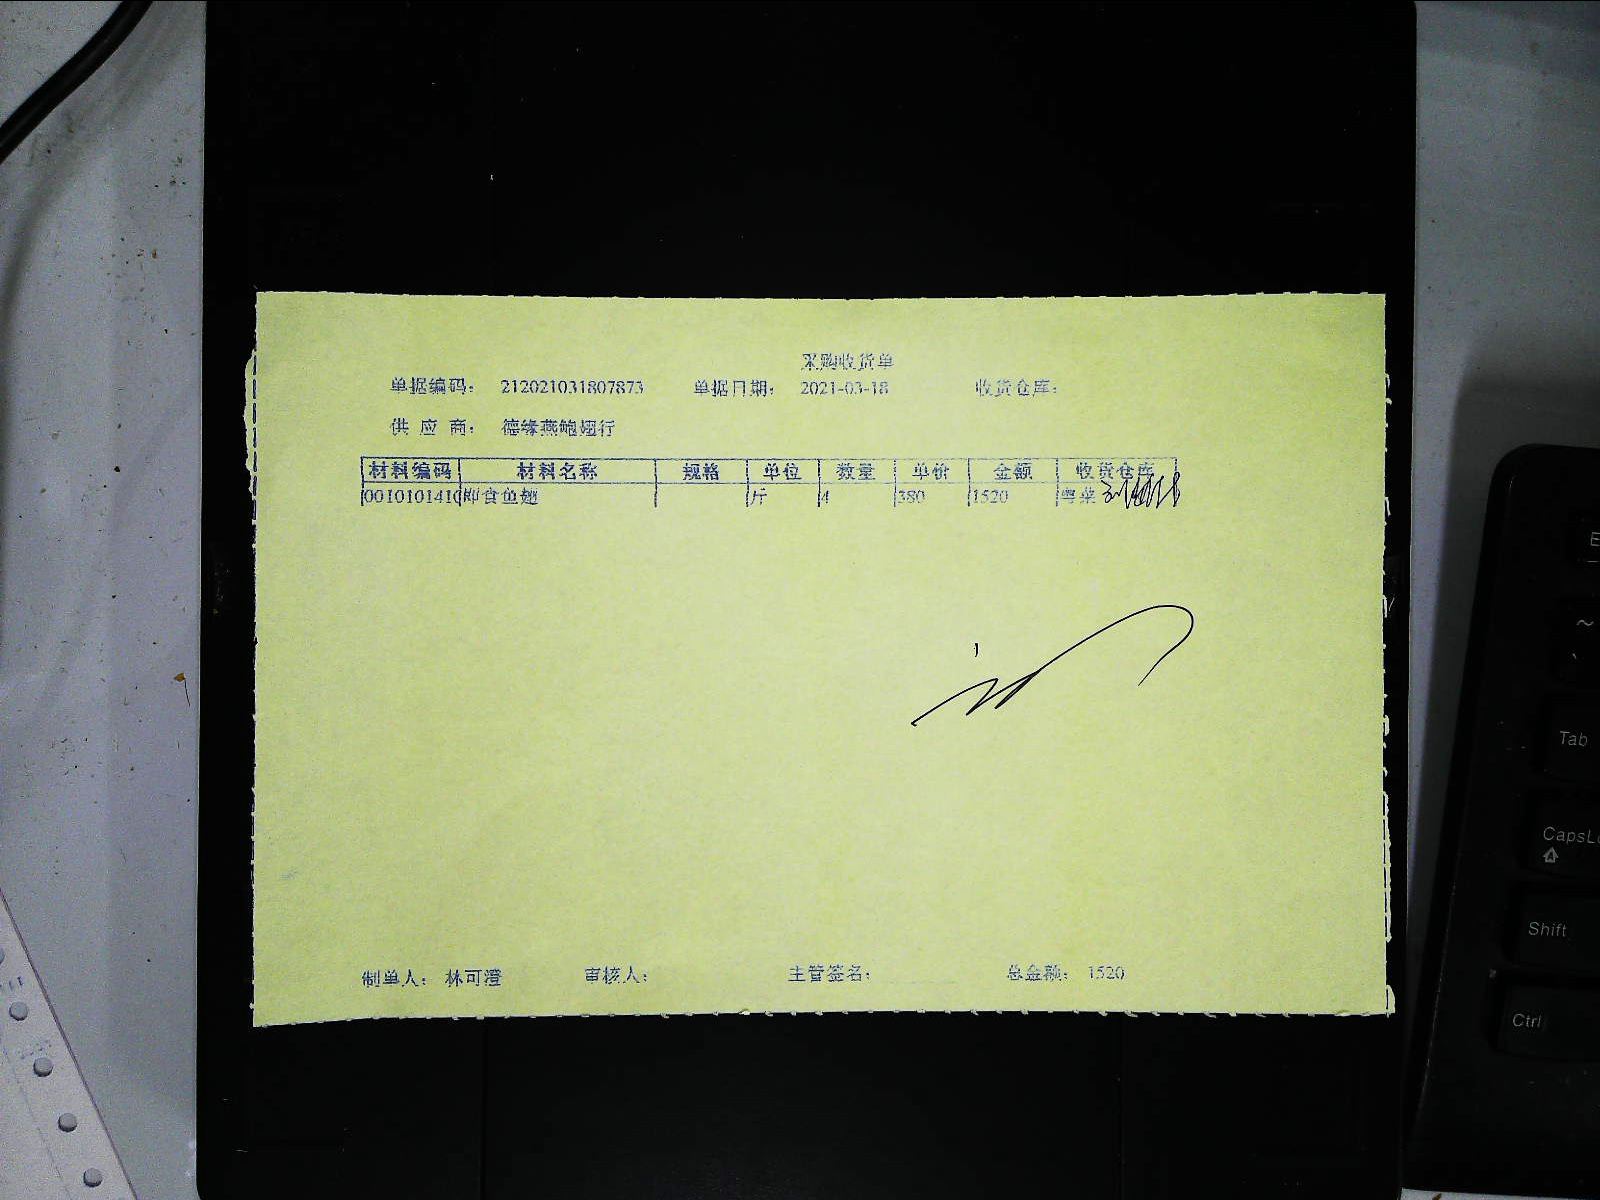 采购收货单
单据编码： 212021031807873 单据日期： 2021-03-18 收货仓库：
供 应 商： 德缘燕鲍翅行
材料编码 材料名称 规格 单位 数量 单价 金额 收货仓库
0010101410 即食鱼翅 斤 4 380 1520 粤菜
制单人： 林可澄 审核人： 主管签名： 总金额： 1520
Tab
Shift
Ctrl